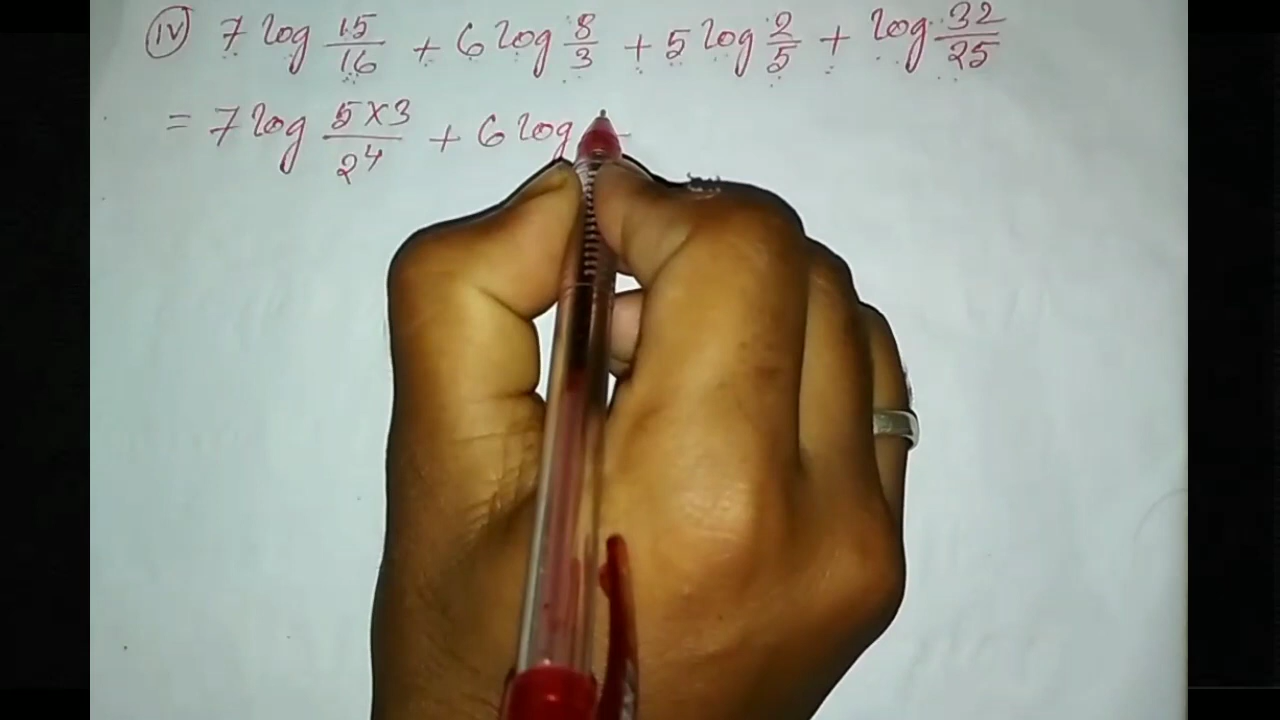 (iv) 7 log 15/16 + 6 log 8/3 + 5 log 2/5 + log 32/25
= 7 log 5×3/2⁴ + 6 log